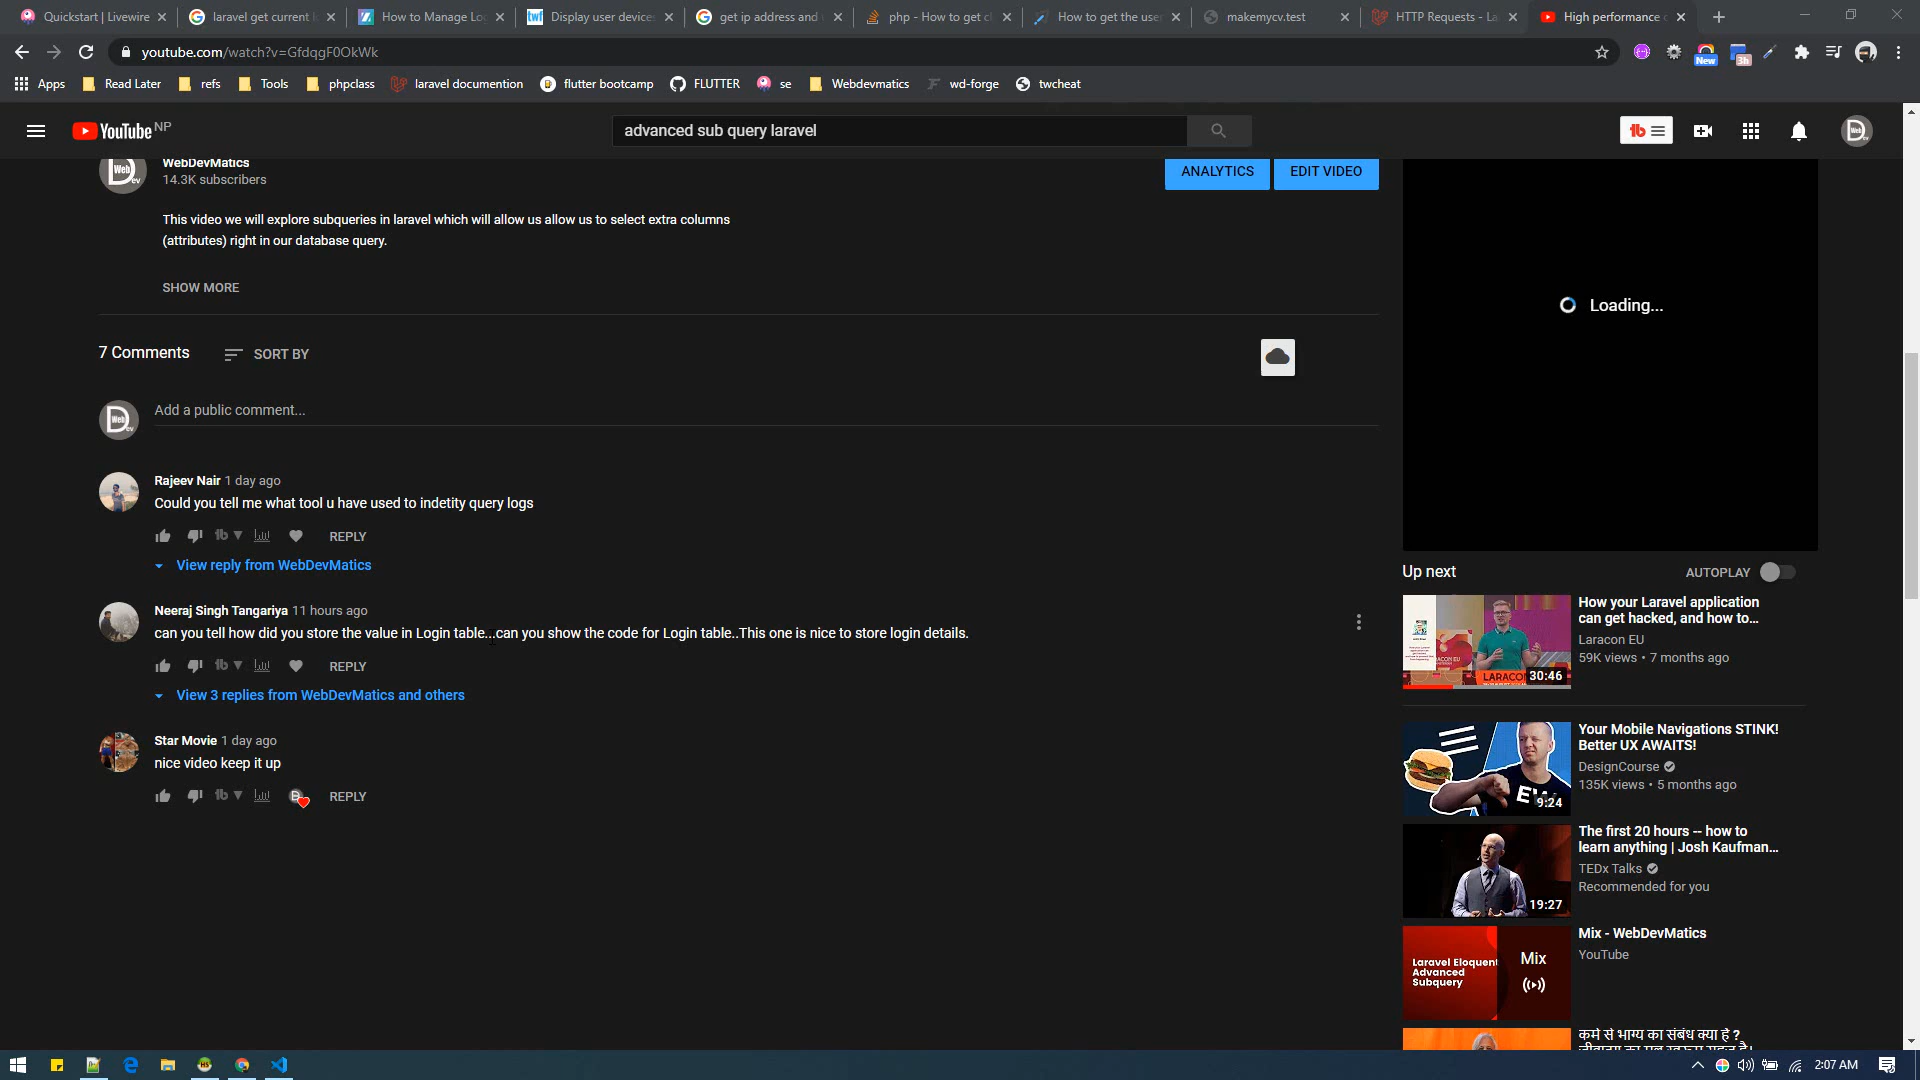 Quickstart | Livewire
laravel get current l
How to Manage Lo
Display user device
get ip address and
php - How to get cl
How to get the use
makemycv.test
HTTP Requests - La
High performance
youtube.com/watch?v=GfdqgF0OkWk
New
3h
Apps
Read Later
refs
Tools
phpclass
laravel documention
flutter bootcamp
FLUTTER
se
Webdevmatics
wd-forge
twcheat
YouTube NP
advanced sub query laravel
WebDevMatics
14.3K subscribers
ANALYTICS
EDIT VIDEO
This video we will explore subqueries in laravel which will allow us allow us to select extra columns
(attributes) right in our database query.
SHOW MORE
Loading...
7 Comments
SORT BY
Add a public comment...
Rajeev Nair 1 day ago
Could you tell me what tool u have used to indetity query logs
REPLY
View reply from WebDevMatics
Neeraj Singh Tangariya 11 hours ago
can you tell how did you store the value in Login table...can you show the code for Login table..This one is nice to store login details.
REPLY
View 3 replies from WebDevMatics and others
Star Movie 1 day ago
nice video keep it up
REPLY
Up next
AUTOPLAY
How your Laravel application
can get hacked, and how to...
Laracon EU
59K views • 7 months ago
30:46
Your Mobile Navigations STINK!
Better UX AWAITS!
DesignCourse
135K views • 5 months ago
9:24
The first 20 hours -- how to
learn anything | Josh Kaufman...
TEDx Talks
Recommended for you
19:27
Mix - WebDevMatics
YouTube
Laravel Eloquent
Advanced
Subquery
Mix
कर्म से भाग्य का संबंध क्या है ?
2:07 AM